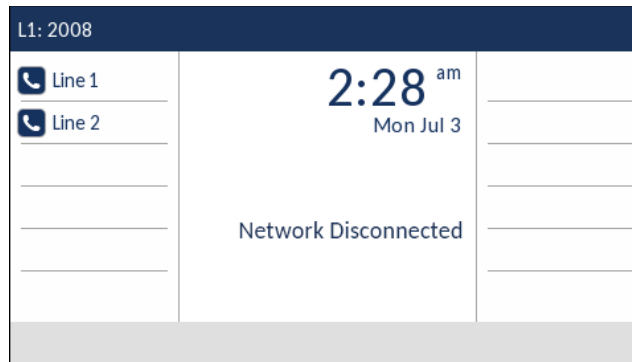 L1: 2008
Line 1
Line 2
2:28 am
Mon Jul 3
Network Disconnected